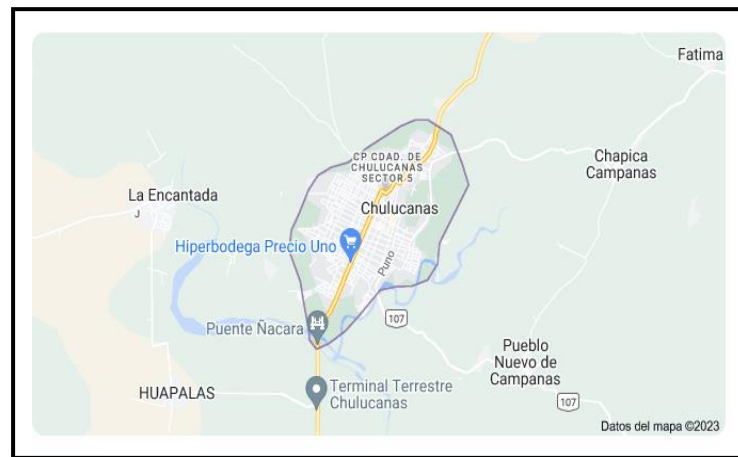 Fatima
CP CDAD. DE
CHULUCANAS
SECTOR 5
Chapica
Campanas
La Encantada
J
Chulucanas
Hiperbodega Precio Uno
Puno
Puente Ñacara
107
Pueblo
Nuevo de
Campanas
HUAPALAS
Terminal Terrestre
Chulucanas
107
Datos del mapa ©2023